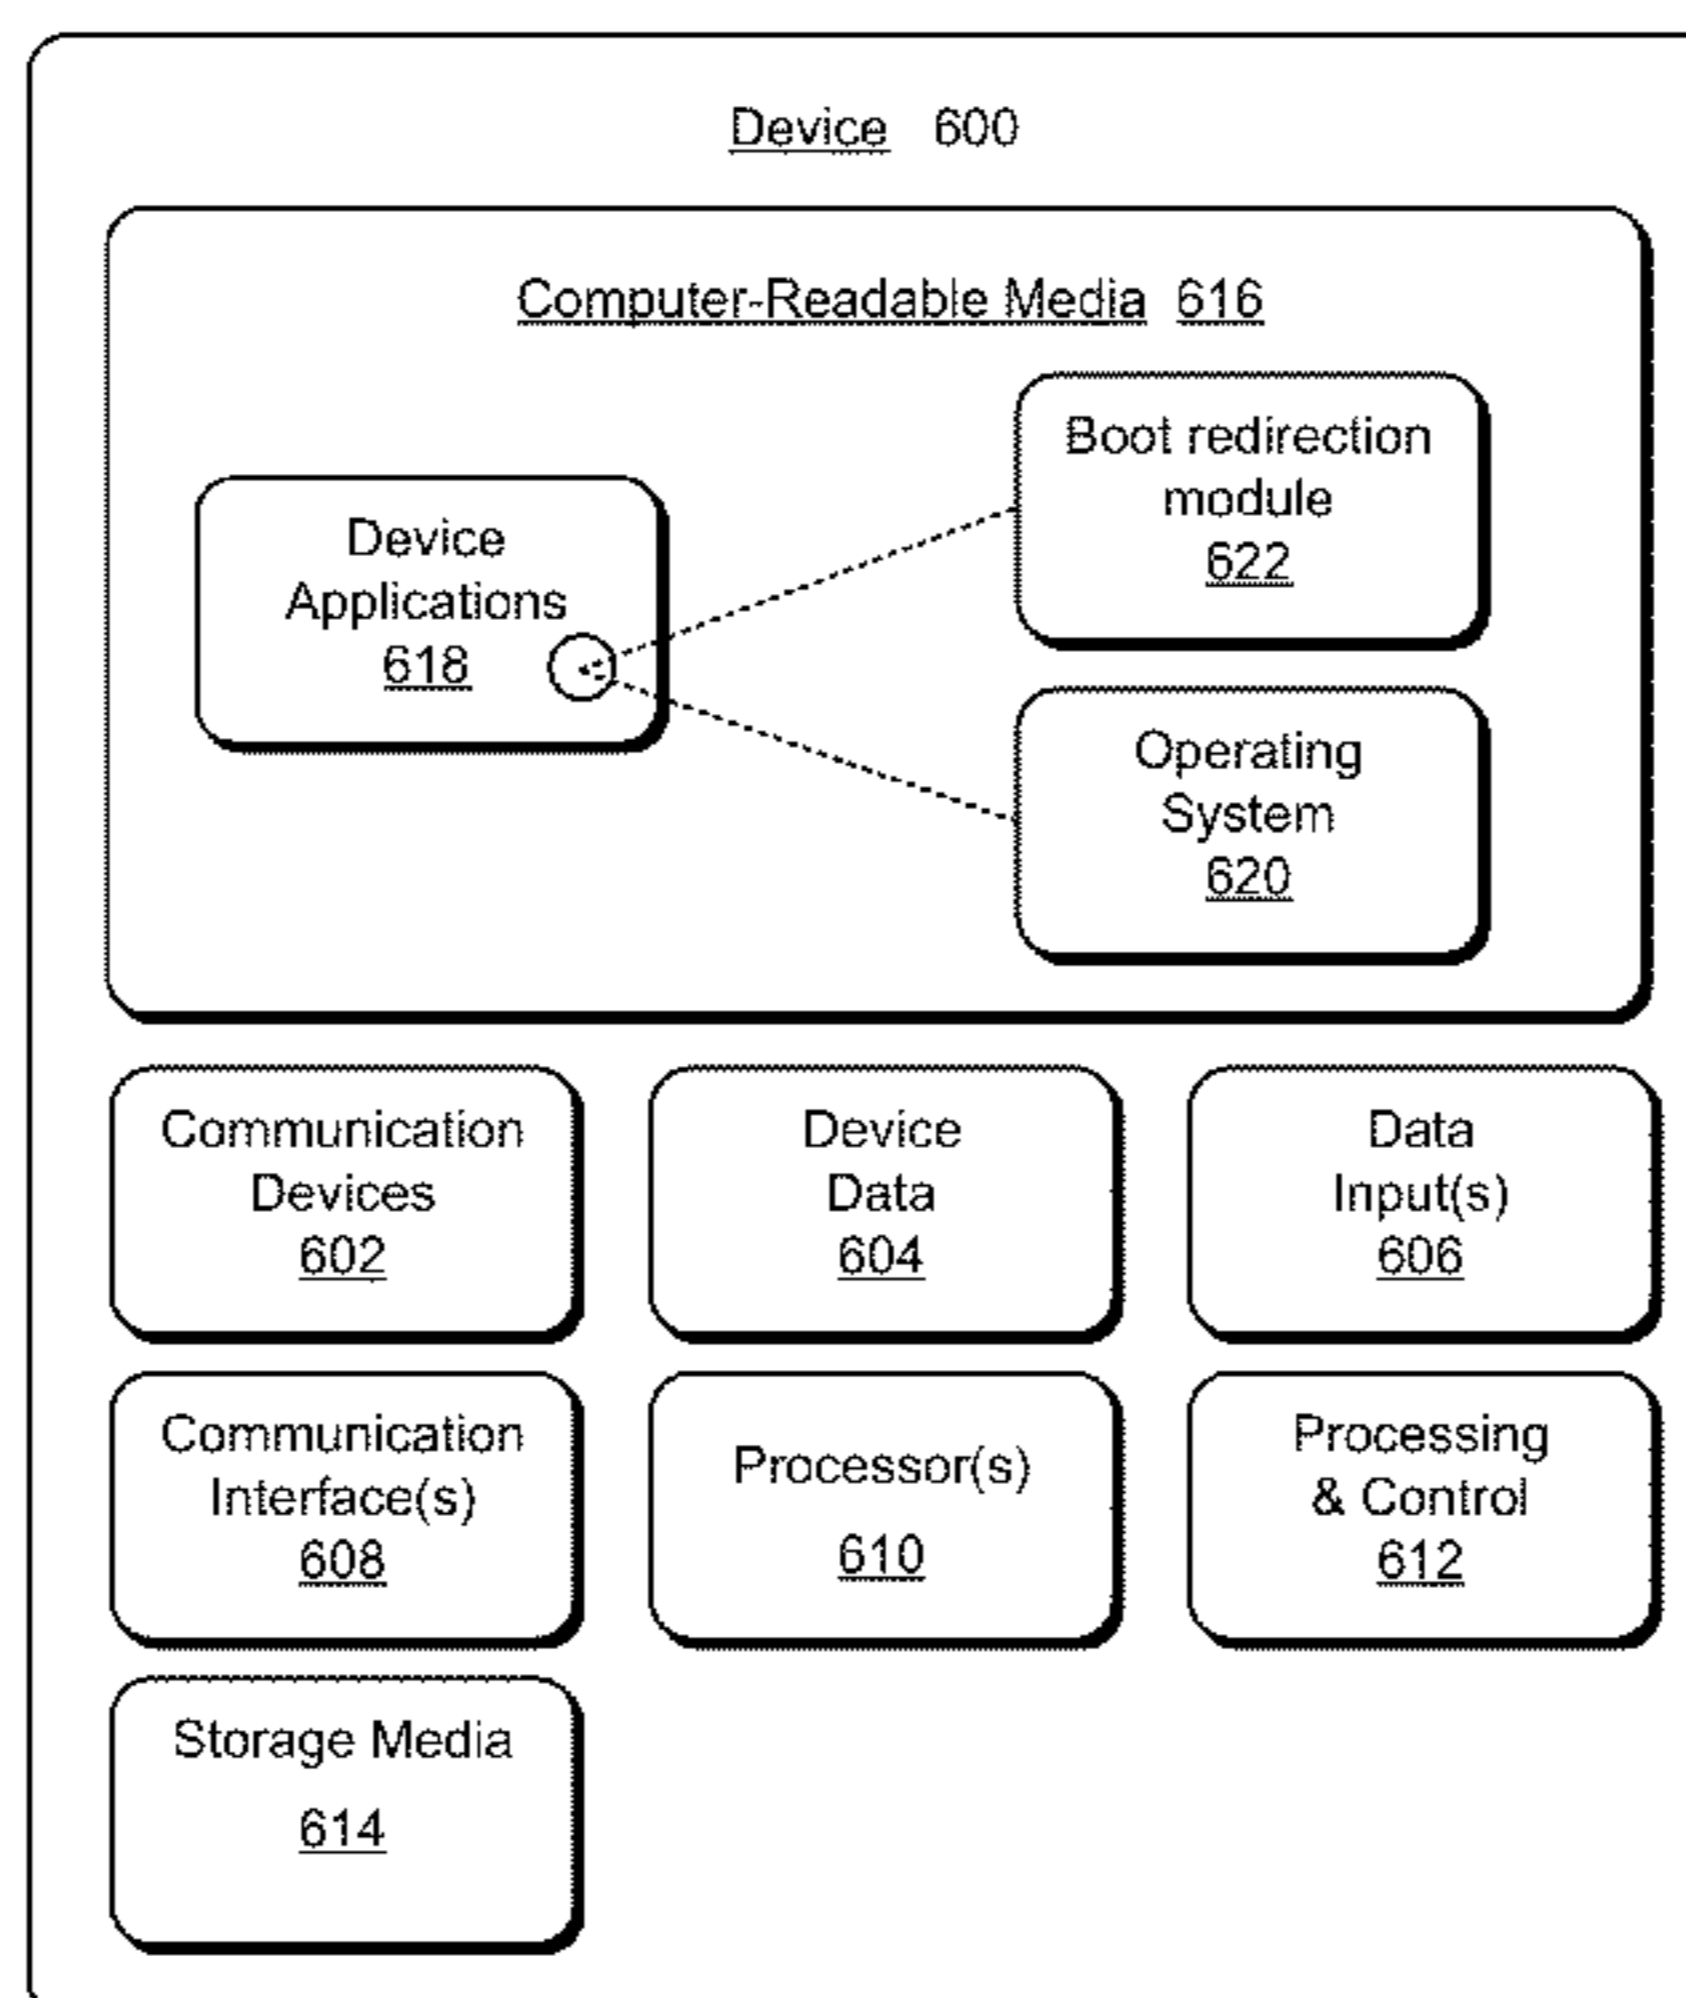 Device 600
Computer-Readable Media 616
Device
Applications
618
Boot redirection
module
622
Operating
System
620
Communication
Devices
602
Device
Data
604
Data
Input(s)
606
Communication
Interface(s)
608
Processor(s)
610
Processing
& Control
612
Storage Media
614